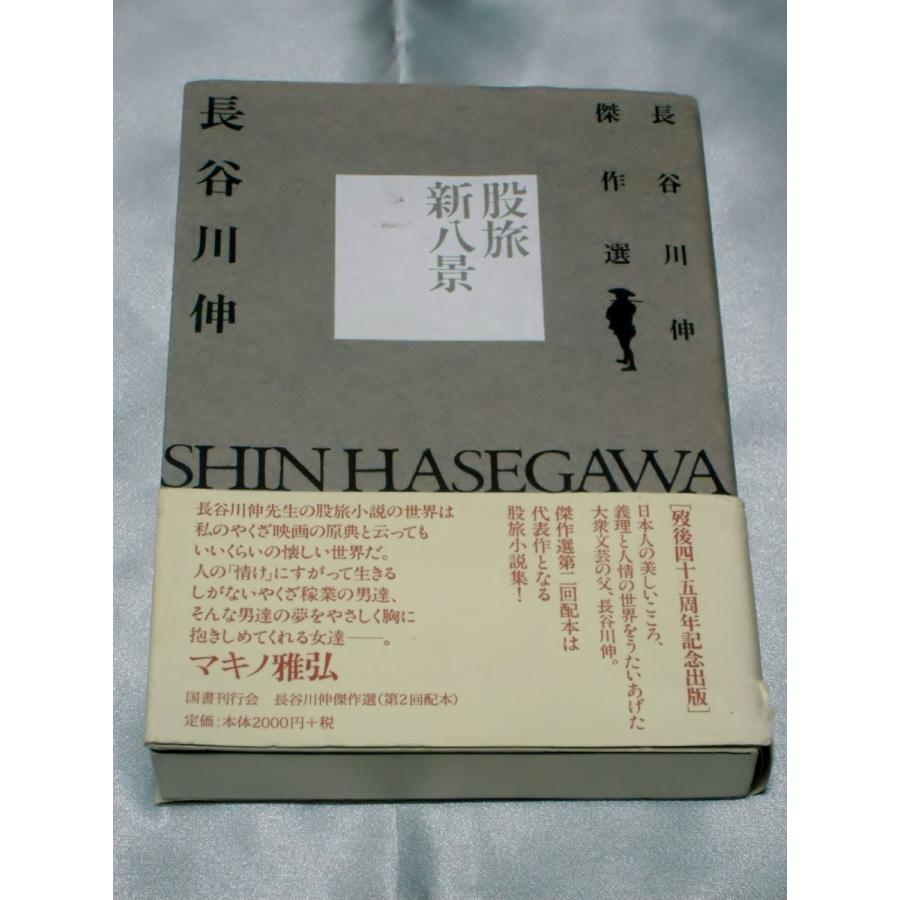 長谷川伸
傑作選
股旅
新八景
長谷川伸
SHIN HASEGAWA
[歿後四十五周年記念出版]
日本人の美しいこころ、
義理と人情の世界をうたいあげた
大衆文芸の父、長谷川伸。
傑作選第二回配本は
代表作となる
股旅小説集!
長谷川伸先生の股旅小説の世界は
私のやくざ映画の原典と云っても
いいくらいの懐しい世界だ。
人の「情け」にすがって生きる
しがないやくざ稼業の男達、
そんな男達の夢をやさしく胸に
抱きしめてくれる女達――。
マキノ雅弘
国書刊行会 長谷川伸傑作選(第2回配本)
定価:本体2000円+税